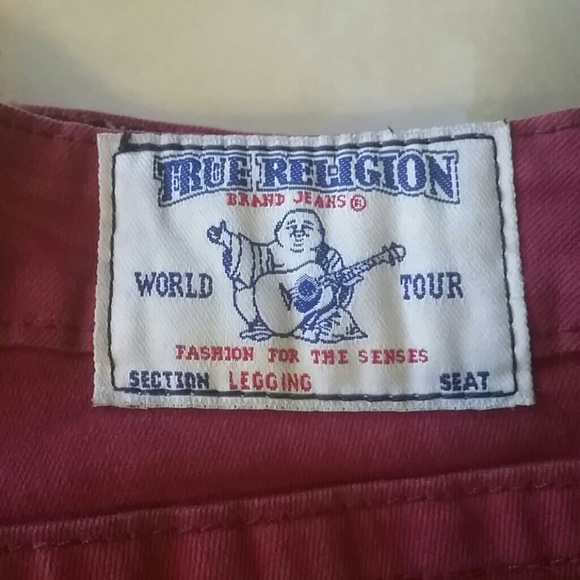 TRUE RELIGION
BRAND JEANS®
WORLD TOUR
FASHION FOR THE SENSES
SECTION LEGGING SEAT